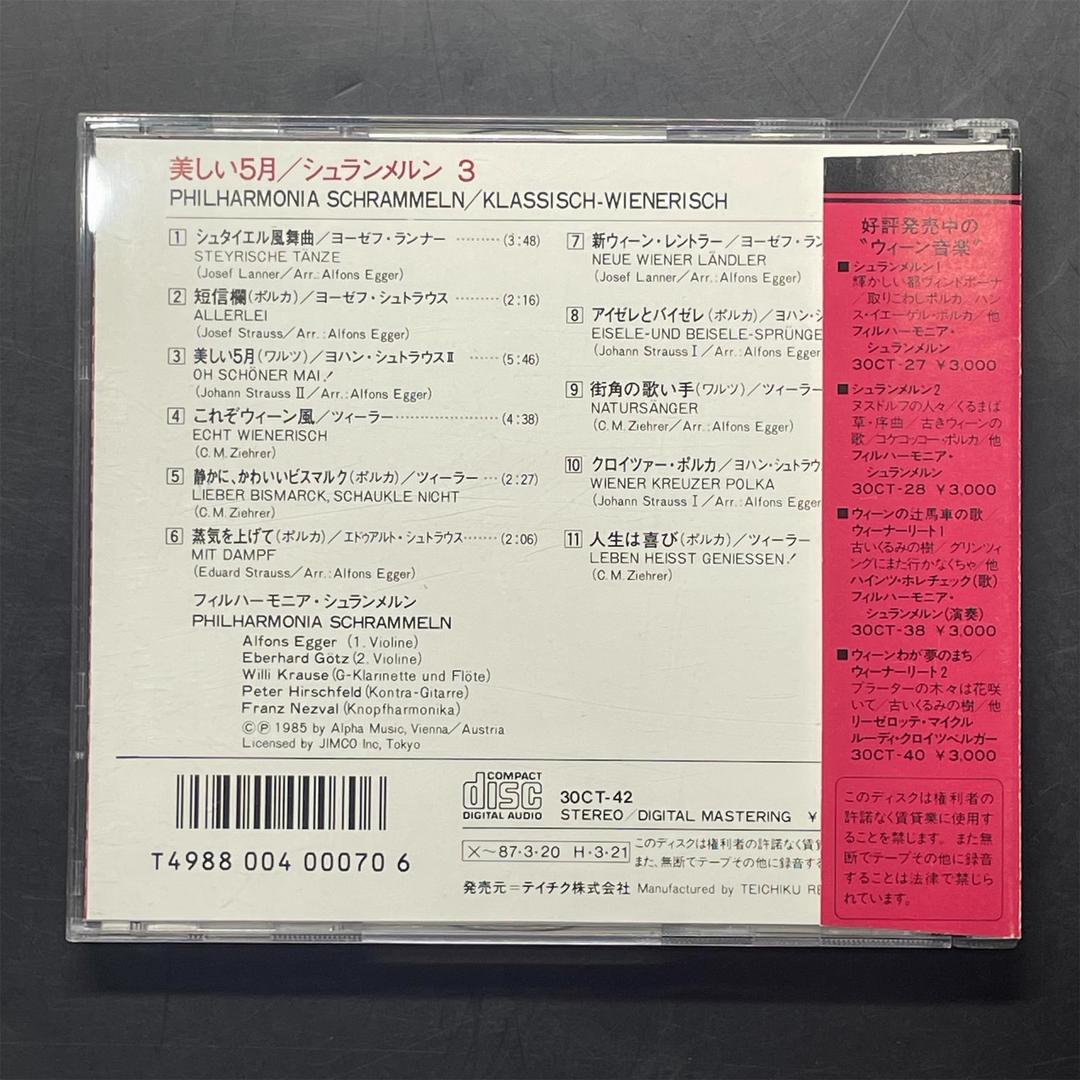 美しい5月/シュランメルン 3
PHILHARMONIA SCHRAMMELN/KLASSISCH-WIENERISCH
1 シュタイエル風舞曲/ヨーゼフ・ランナー ………(3:48)
STEYRISCHE TÄNZE
(Josef Lanner/Arr.:Alfons Egger)
2 短信欄(ポルカ)/ヨーゼフ・シュトラウス ………(2:16)
ALLERLEI
(Josef Strauss/Arr.:Alfons Egger)
3 美しい5月(ワルツ)/ヨハン・シュトラウスⅡ ……(5:46)
OH SCHÖNER MAI!
(Johann Strauss Ⅱ/Arr.:Alfons Egger)
4 これぞウィーン風/ツィーラー………………(4:38)
ECHT WIENERISCH
(C.M.Ziehrer)
5 静かに、かわいいビスマルク(ポルカ)/ツィーラー …(2:27)
LIEBER BISMARCK, SCHAUKLE NICHT
(C.M.Ziehrer)
6 蒸気を上げて(ポルカ)/エドゥアルト・シュトラウス……(2:06)
MIT DAMPF
(Eduard Strauss/Arr.:Alfons Egger)
フィルハーモニア・シュランメルン
PHILHARMONIA SCHRAMMELN
Alfons Egger (1. Violine)
Eberhard Götz (2. Violine)
Willi Krause (G-Klarinette und Flöte)
Peter Hirschfeld (Kontra-Gitarre)
Franz Nezval (Knopfharmonika)
©℗ 1985 by Alpha Music, Vienna/Austria
Licensed by JIMCO Inc, Tokyo
7 新ウィーン・レントラー/ヨーゼフ・ラン
NEUE WIENER LÄNDLER
(Josef Lanner/Arr.:Alfons Egger)
8 アイゼレとバイゼレ(ポルカ)/ヨハン・シ
EISELE-UND BEISELE-SPRÜNGE
(Johann Strauss Ⅰ/Arr.:Alfons Egger
9 街角の歌い手(ワルツ)/ツィーラー
NATURSÄNGER
(C.M.Ziehrer/Arr.:Alfons Egger)
10 クロイツァー・ポルカ/ヨハン・シュトラウ
WIENER KREUZER POLKA
(Johann Strauss Ⅰ/Arr.:Alfons Egger
11 人生は喜び(ポルカ)/ツィーラー
LEBEN HEISST GENIESSEN!
(C.M.Ziehrer)
T4988 004 00070 6
COMPACT
disc
DIGITAL AUDIO
30CT-42
STEREO/DIGITAL MASTERING ¥
X〜87・3・20 H・3・21
このディスクは権利者の許諾なく賃貸
また、無断でテープその他に録音する
発売元=テイチク株式会社 Manufactured by TEICHIKU RE
好評発売中の
“ウィーン音楽”
■シュランメルン1
輝かしい都ヴィンドボーナ
/取りこわしポルカ/ハン
ス・イエーゲル・ポルカ/他
フィルハーモニア・
シュランメルン
30CT-27 ¥3,000
■シュランメルン2
ヌスドルフの人々/くるまば
草・序曲/古きウィーンの
歌/コケコッコー・ポルカ/他
フィルハーモニア・
シュランメルン
30CT-28 ¥3,000
■ウィーンの辻馬車の歌/
ウィーナーリート1
古いくるみの樹/グリンツィ
ングにまた行かなくちゃ/他
ハインツ・ホレチェック(歌)
フィルハーモニア・
シュランメルン(演奏)
30CT-38 ¥3,000
■ウィーンわが夢のまち/
ウィーナーリート2
プラーターの木々は花咲
いて/古いくるみの樹/他
リーゼロッテ・マイクル
ルーディ・クロイツベルガー
30CT-40 ¥3,000
このディスクは権利者の
許諾なく賃貸業に使用す
ることを禁じます。また無
断でテープその他に録音
することは法律で禁じら
れています。